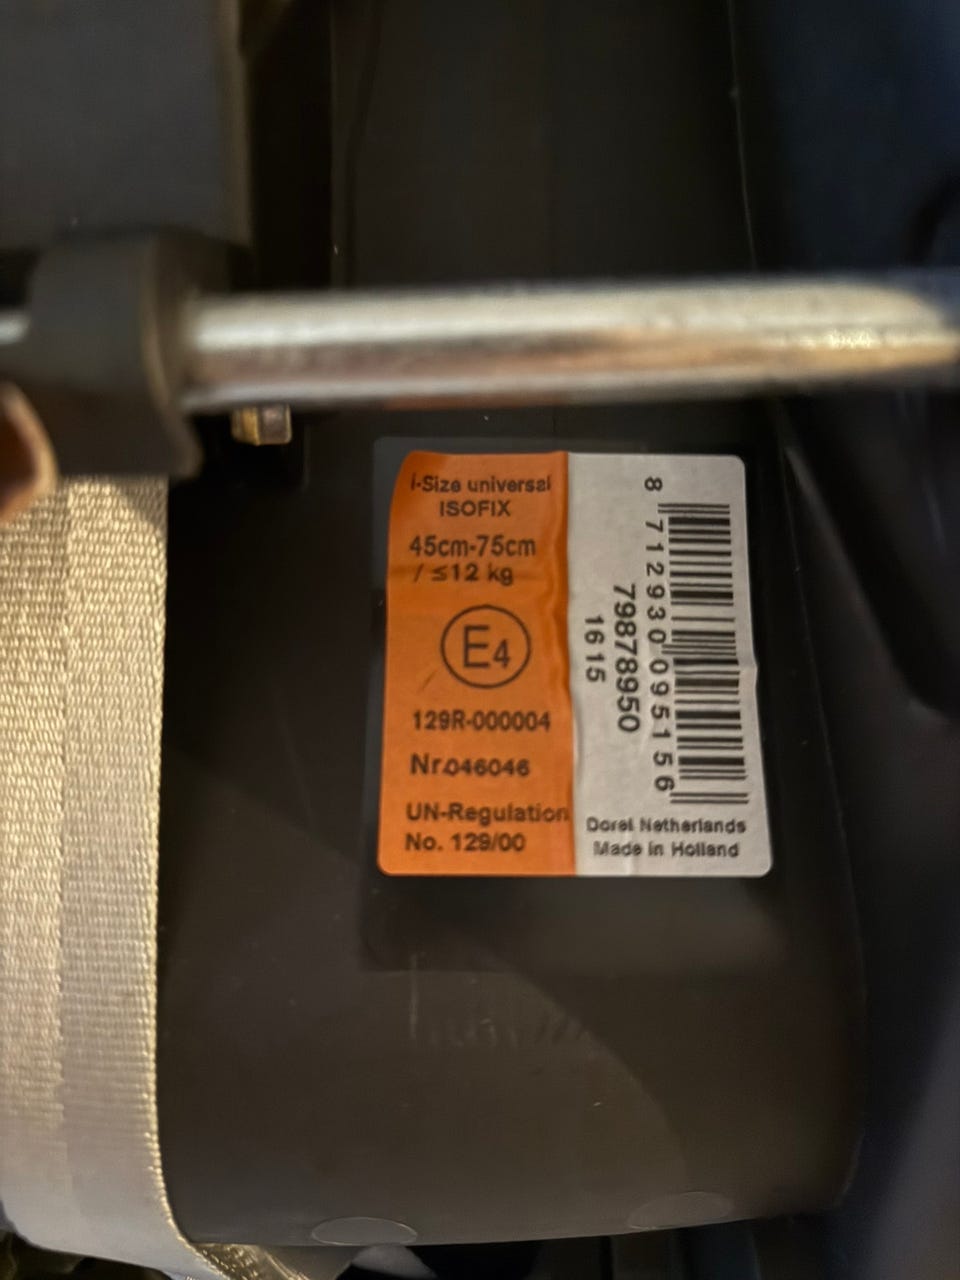 i-Size universal
ISOFIX
45cm-75cm
/ ≤12 kg
E4
129R-000004
Nr.046046
UN-Regulation
No. 129/00
8 712930 095156
79878950
1615
Dorel Netherlands
Made in Holland